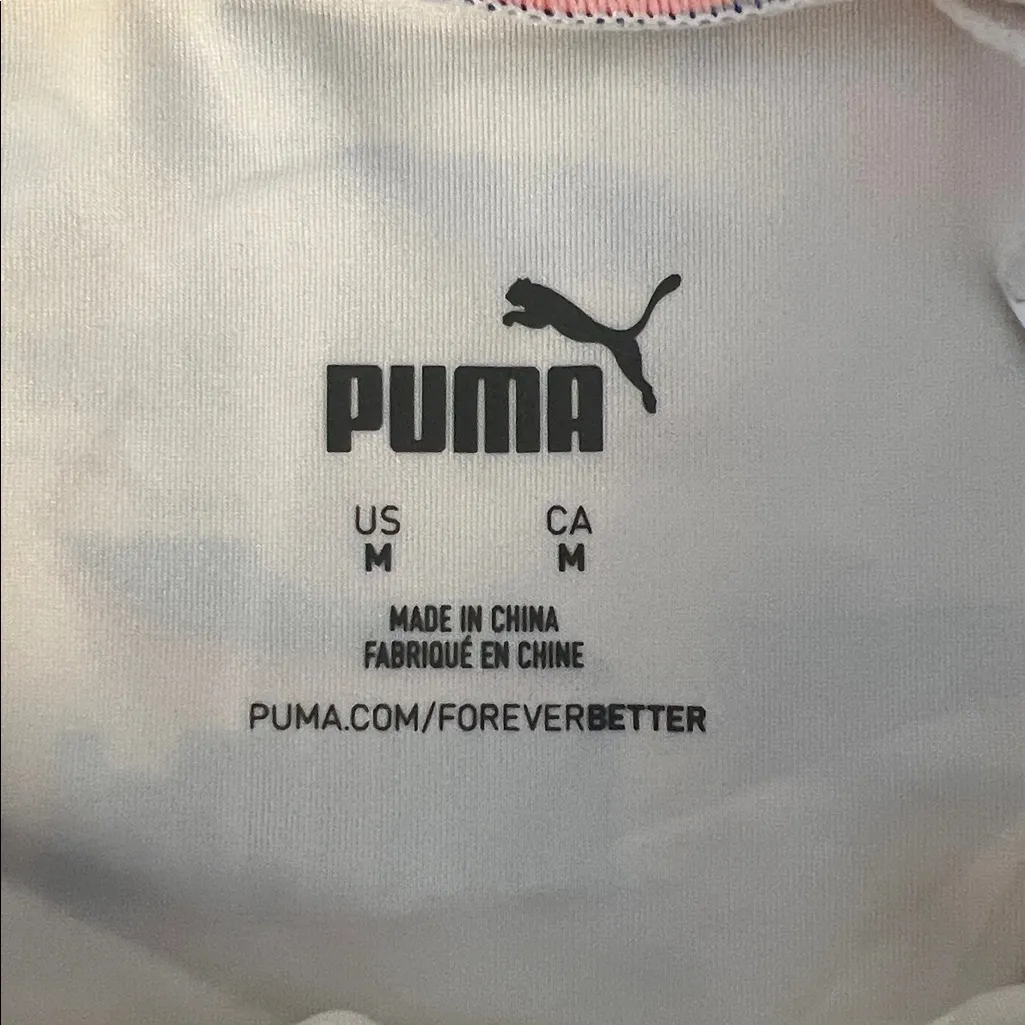 PUMA
US CA
M M
MADE IN CHINA
FABRIQUÉ EN CHINE
PUMA.COM/FOREVERBETTER